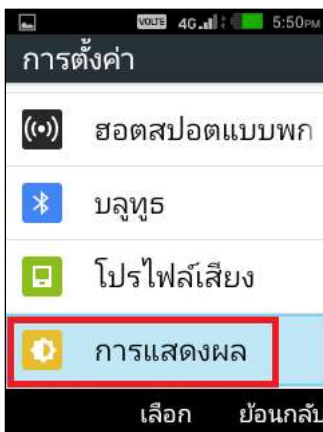 VOLTE 4G 5:50PM
การตั้งค่า
ฮอตสปอตแบบพก
บลูทูธ
โปรไฟล์เสียง
การแสดงผล
เลือก ย้อนกลับ